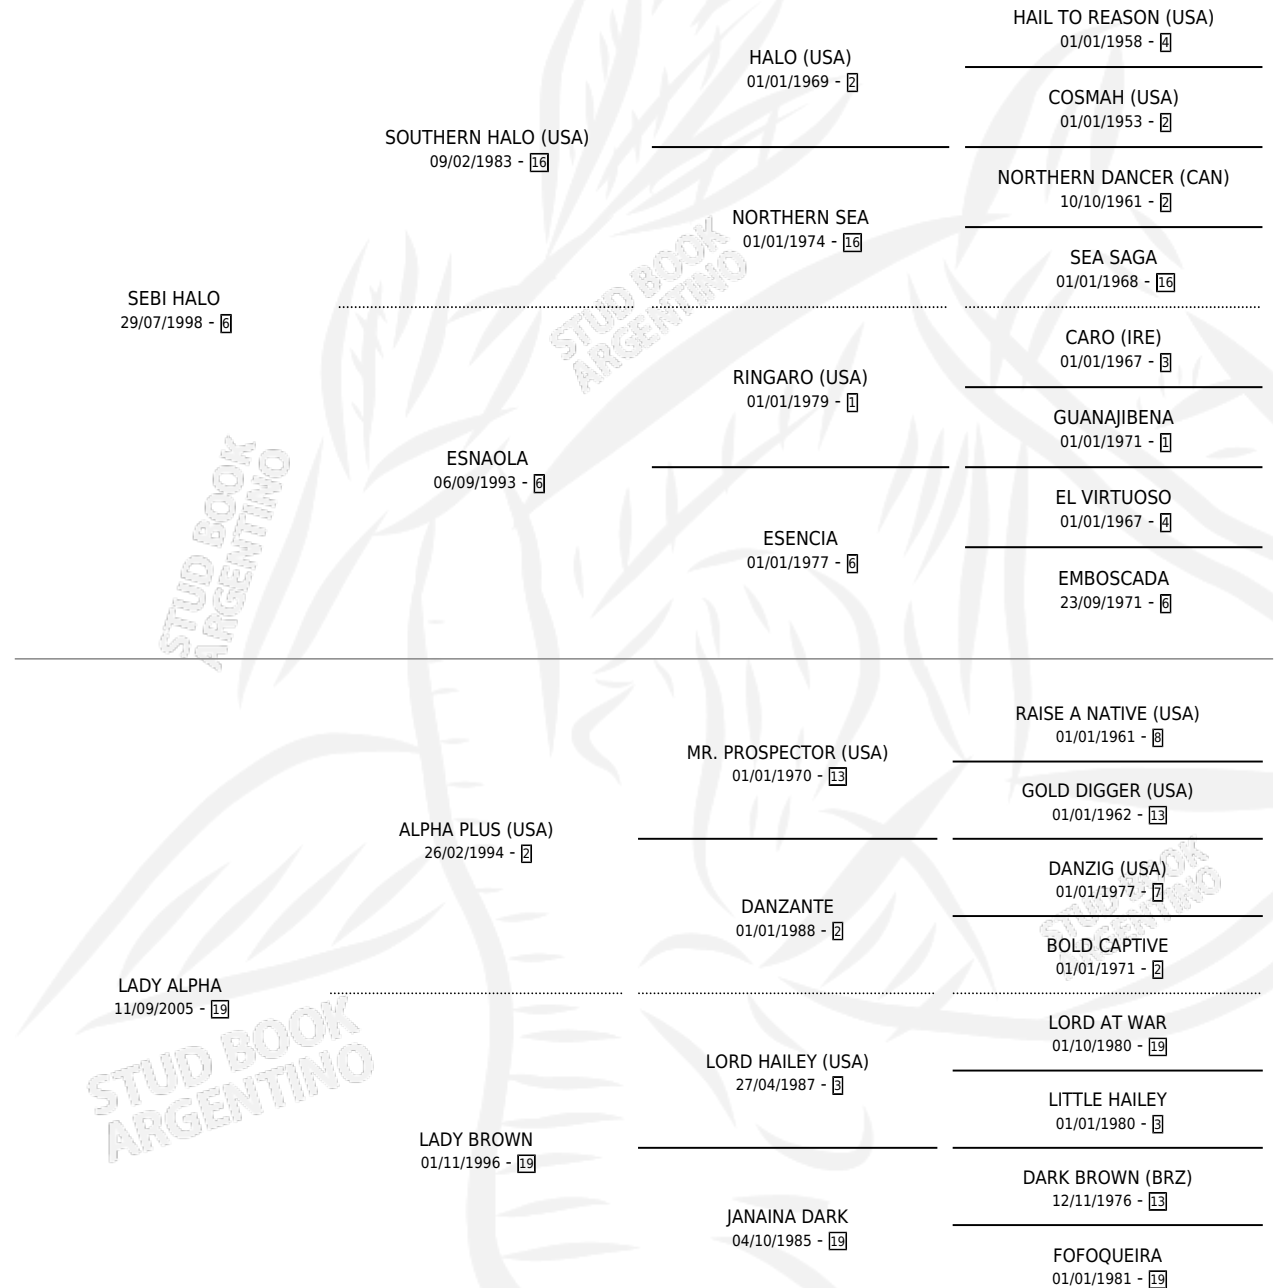 HAIL TO REASON (USA)
01/01/1958 - 4
HALO (USA)
01/01/1969 - 2
COSMAH (USA)
01/01/1953 - 2
SOUTHERN HALO (USA)
09/02/1983 - 16
NORTHERN DANCER (CAN)
10/10/1961 - 2
NORTHERN SEA
01/01/1974 - 16
SEA SAGA
01/01/1968 - 16
SEBI HALO
29/07/1998 - 6
STUD BOOK
ARGENTINO
CARO (IRE)
01/01/1967 - 3
RINGARO (USA)
01/01/1979 - 1
GUANAJIBENA
01/01/1971 - 1
ESNAOLA
06/09/1993 - 6
EL VIRTUOSO
01/01/1967 - 4
ESENCIA
01/01/1977 - 6
EMBOSCADA
23/09/1971 - 6
STUD BOOK
ARGENTINO
RAISE A NATIVE (USA)
01/01/1961 - 8
MR. PROSPECTOR (USA)
01/01/1970 - 13
GOLD DIGGER (USA)
01/01/1962 - 13
ALPHA PLUS (USA)
26/02/1994 - 2
DANZIG (USA)
01/01/1977 - 7
STUD BOOK
ARGENTINO
DANZANTE
01/01/1988 - 2
BOLD CAPTIVE
01/01/1971 - 2
LADY ALPHA
11/09/2005 - 19
STUD BOOK
ARGENTINO
LORD AT WAR
01/10/1980 - 19
LORD HAILEY (USA)
27/04/1987 - 3
LITTLE HAILEY
01/01/1980 - 3
LADY BROWN
01/11/1996 - 19
DARK BROWN (BRZ)
12/11/1976 - 13
JANAINA DARK
04/10/1985 - 19
FOFOQUEIRA
01/01/1981 - 19